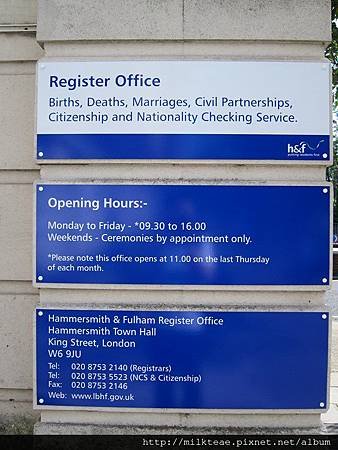 Register Office
Births, Deaths, Marriages, Civil Partnerships,
Citizenship and Nationality Checking Service.
h&f
putting residents first
Opening Hours:-
Monday to Friday - *09.30 to 16.00
Weekends - Ceremonies by appointment only.
*Please note this office opens at 11.00 on the last Thursday
of each month.
Hammersmith & Fulham Register Office
Hammersmith Town Hall
King Street, London
W6 9JU
Tel: 020 8753 2140 (Registrars)
Tel: 020 8753 5523 (NCS & Citizenship)
Fax: 020 8753 2146
Web: www.lbhf.gov.uk
http://milkteae.pixnet.net/album